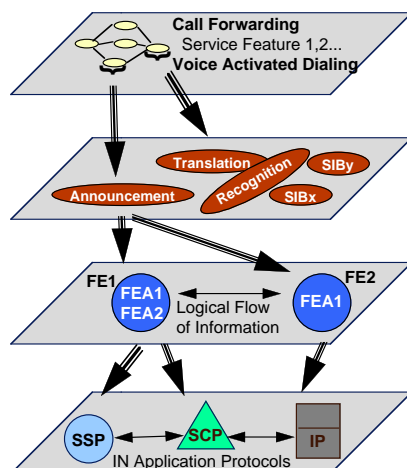 Call Forwarding
Service Feature 1,2...
Voice Activated Dialing
Translation
Recognition
SIBy
Announcement
SIBx
FE1
FE2
FEA1
FEA2
Logical Flow
of Information
FEA1
SSP
SCP
IP
IN Application Protocols